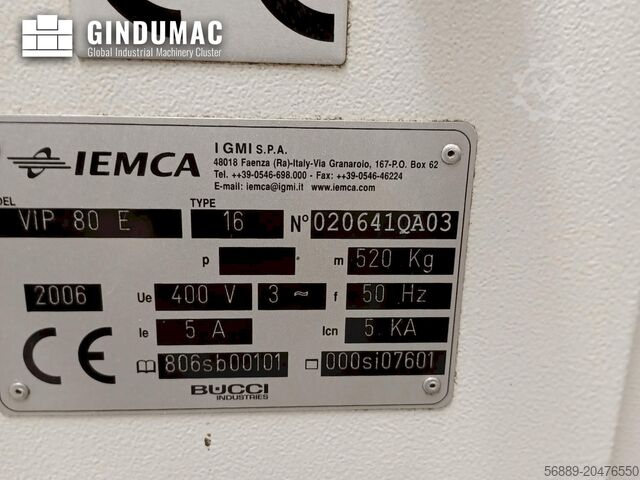 GINDUMAC
Global Industrial Machinery Cluster
CE
IEMCA
I GMI S.P.A.
48018 Faenza (Ra)-Italy-Via Granarolo, 167-P.O. Box 62
Tel. ++39-0546-698.000 - Fax: ++39-0546-46224
E-mail: iemca@igmi.it www.iemca.com
DEL TYPE
VIP 80 E 16 N° 020641QA03
p m 520 Kg
2006 Ue 400 V 3 ~ f 50 Hz
Ie 5 A Icn 5 KA
CE 806sb00101 000si07601
BUCCI
INDUSTRIES
56889-20476550